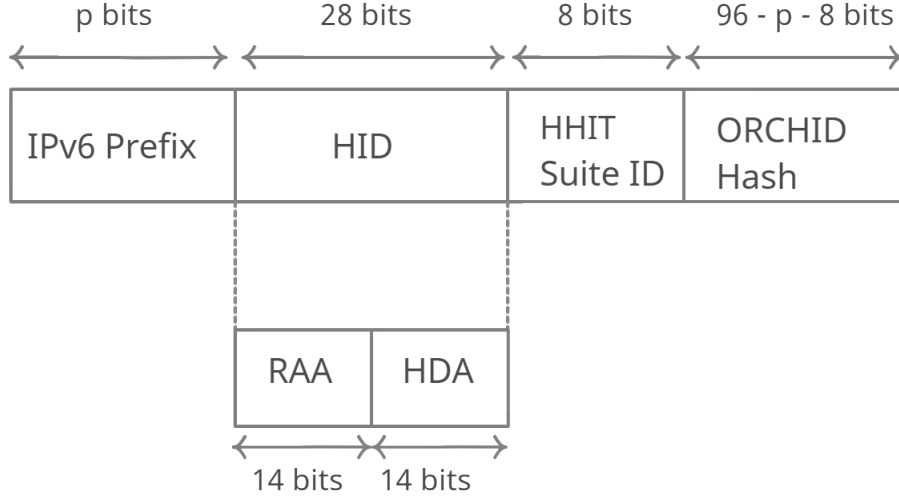 p bits
28 bits
8 bits
96 - p - 8 bits
IPv6 Prefix
HID
HHIT
Suite ID
ORCHID
Hash
RAA
HDA
14 bits
14 bits